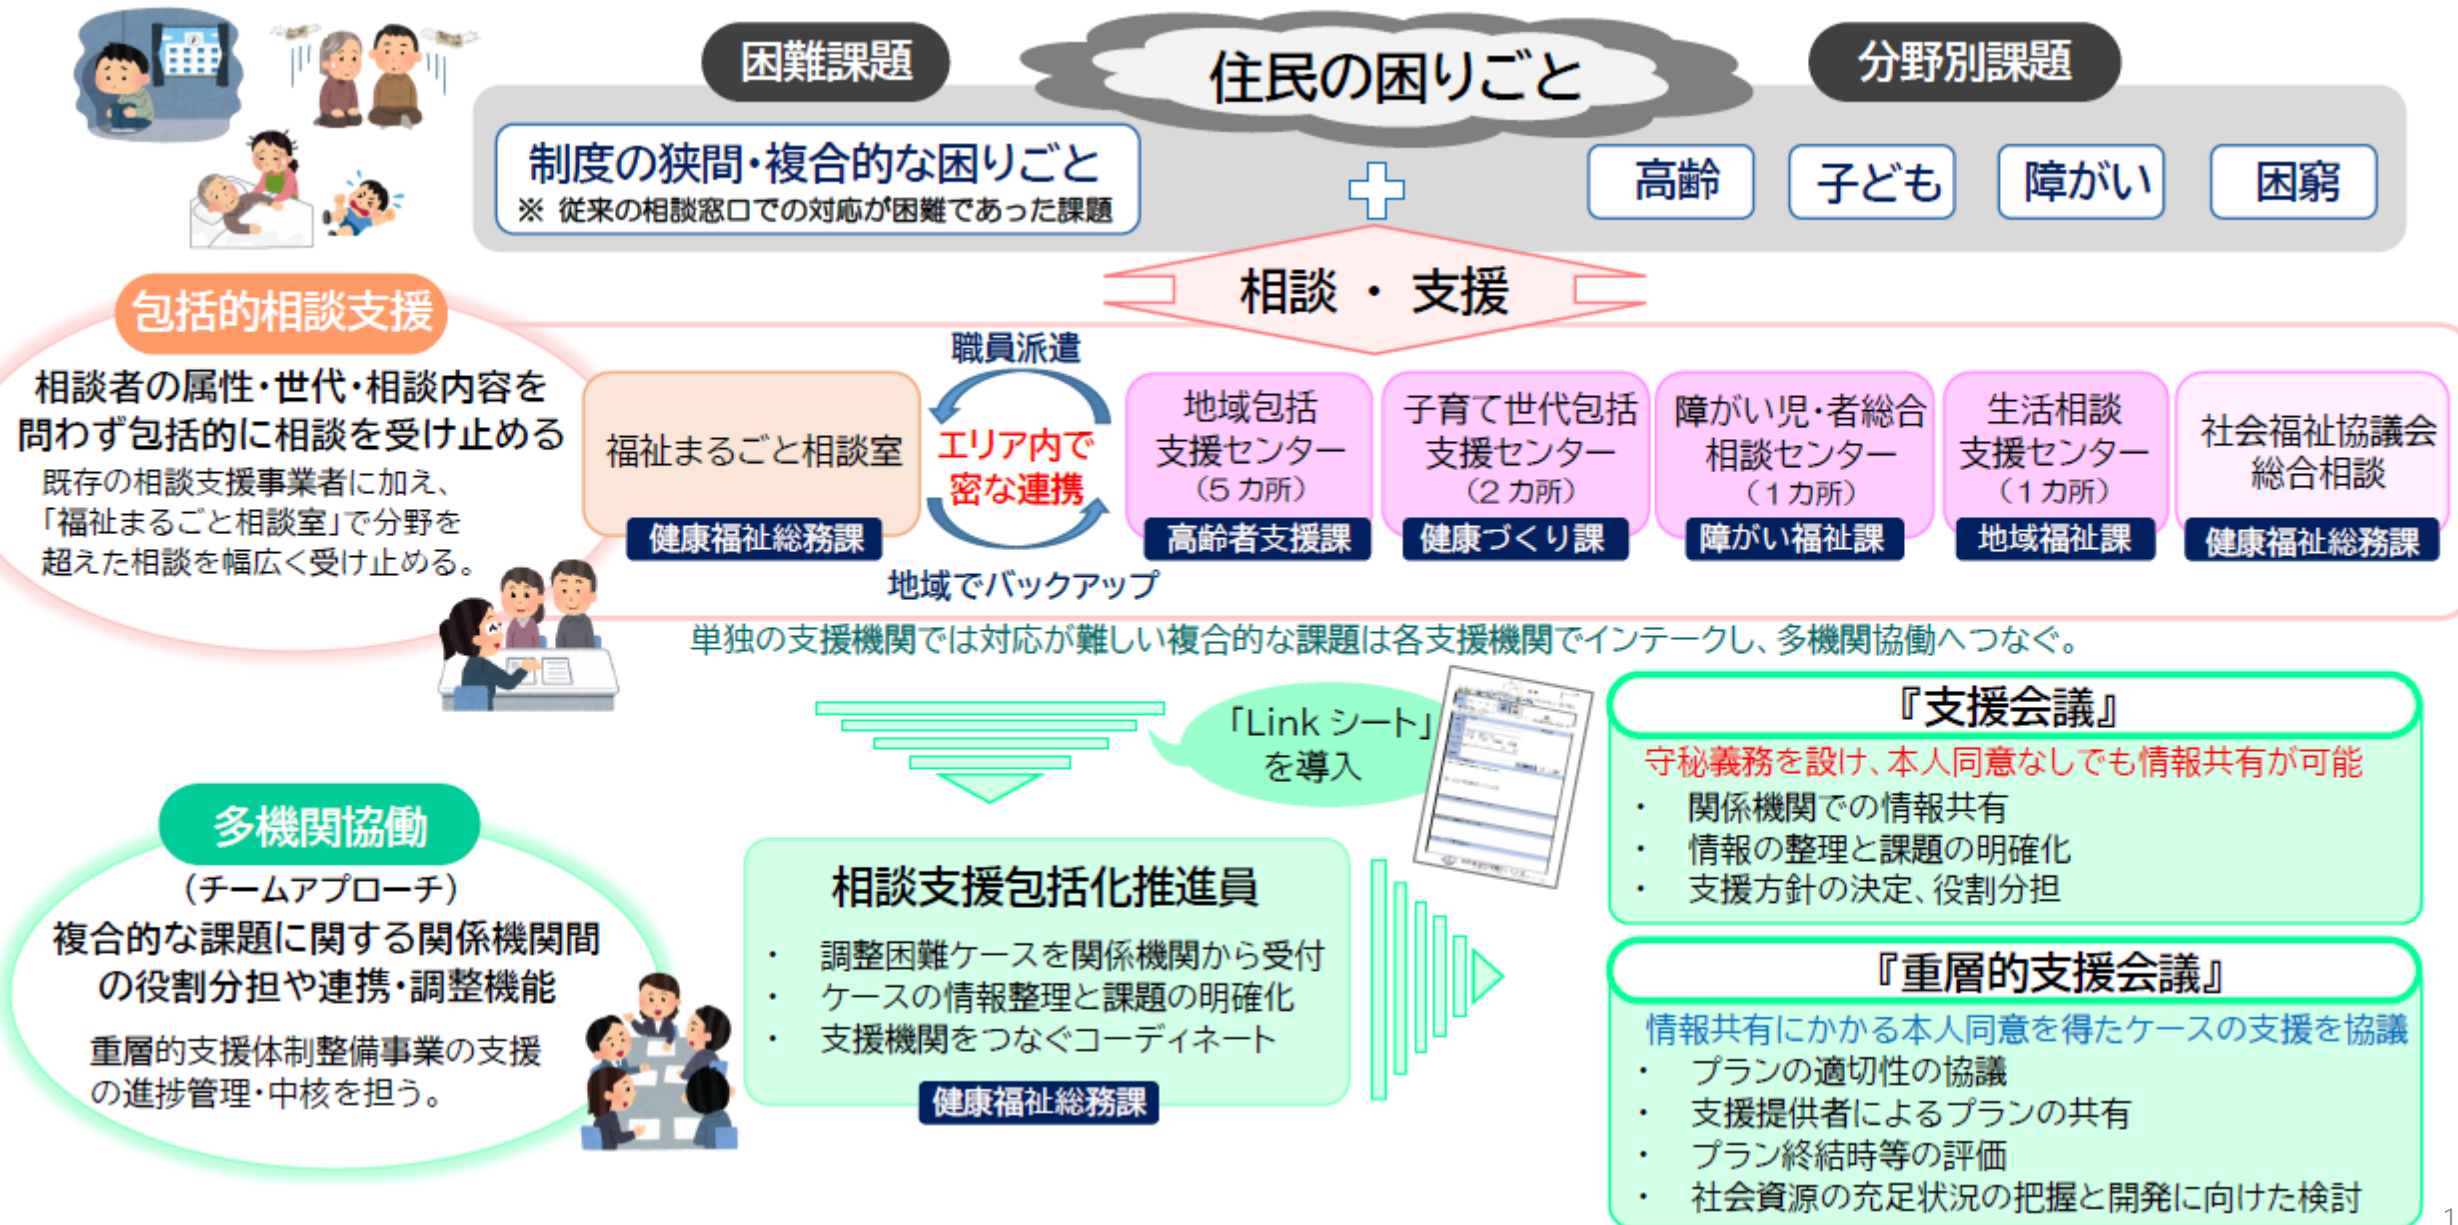 困難課題
住民の困りごと
分野別課題
制度の狭間・複合的な困りごと
※ 従来の相談窓口での対応が困難であった課題
高齢
子ども
障がい
困窮
相談 ・ 支援
包括的相談支援
相談者の属性・世代・相談内容を
問わず包括的に相談を受け止める
既存の相談支援事業者に加え、
「福祉まるごと相談室」で分野を
超えた相談を幅広く受け止める。
福祉まるごと相談室
健康福祉総務課
職員派遣
エリア内で
密な連携
地域でバックアップ
地域包括
支援センター
（5 カ所）
高齢者支援課
子育て世代包括
支援センター
（2 カ所）
健康づくり課
障がい児・者総合
相談センター
（1 カ所）
障がい福祉課
生活相談
支援センター
（1 カ所）
地域福祉課
社会福祉協議会
総合相談
健康福祉総務課
単独の支援機関では対応が難しい複合的な課題は各支援機関でインテークし、多機関協働へつなぐ。
「Link シート」
を導入
多機関協働
（チームアプローチ）
複合的な課題に関する関係機関間
の役割分担や連携・調整機能
重層的支援体制整備事業の支援
の進捗管理・中核を担う。
相談支援包括化推進員
・ 調整困難ケースを関係機関から受付
・ ケースの情報整理と課題の明確化
・ 支援機関をつなぐコーディネート
健康福祉総務課
『支援会議』
守秘義務を設け、本人同意なしでも情報共有が可能
・ 関係機関での情報共有
・ 情報の整理と課題の明確化
・ 支援方針の決定、役割分担
『重層的支援会議』
情報共有にかかる本人同意を得たケースの支援を協議
・ プランの適切性の協議
・ 支援提供者によるプランの共有
・ プラン終結時等の評価
・ 社会資源の充足状況の把握と開発に向けた検討